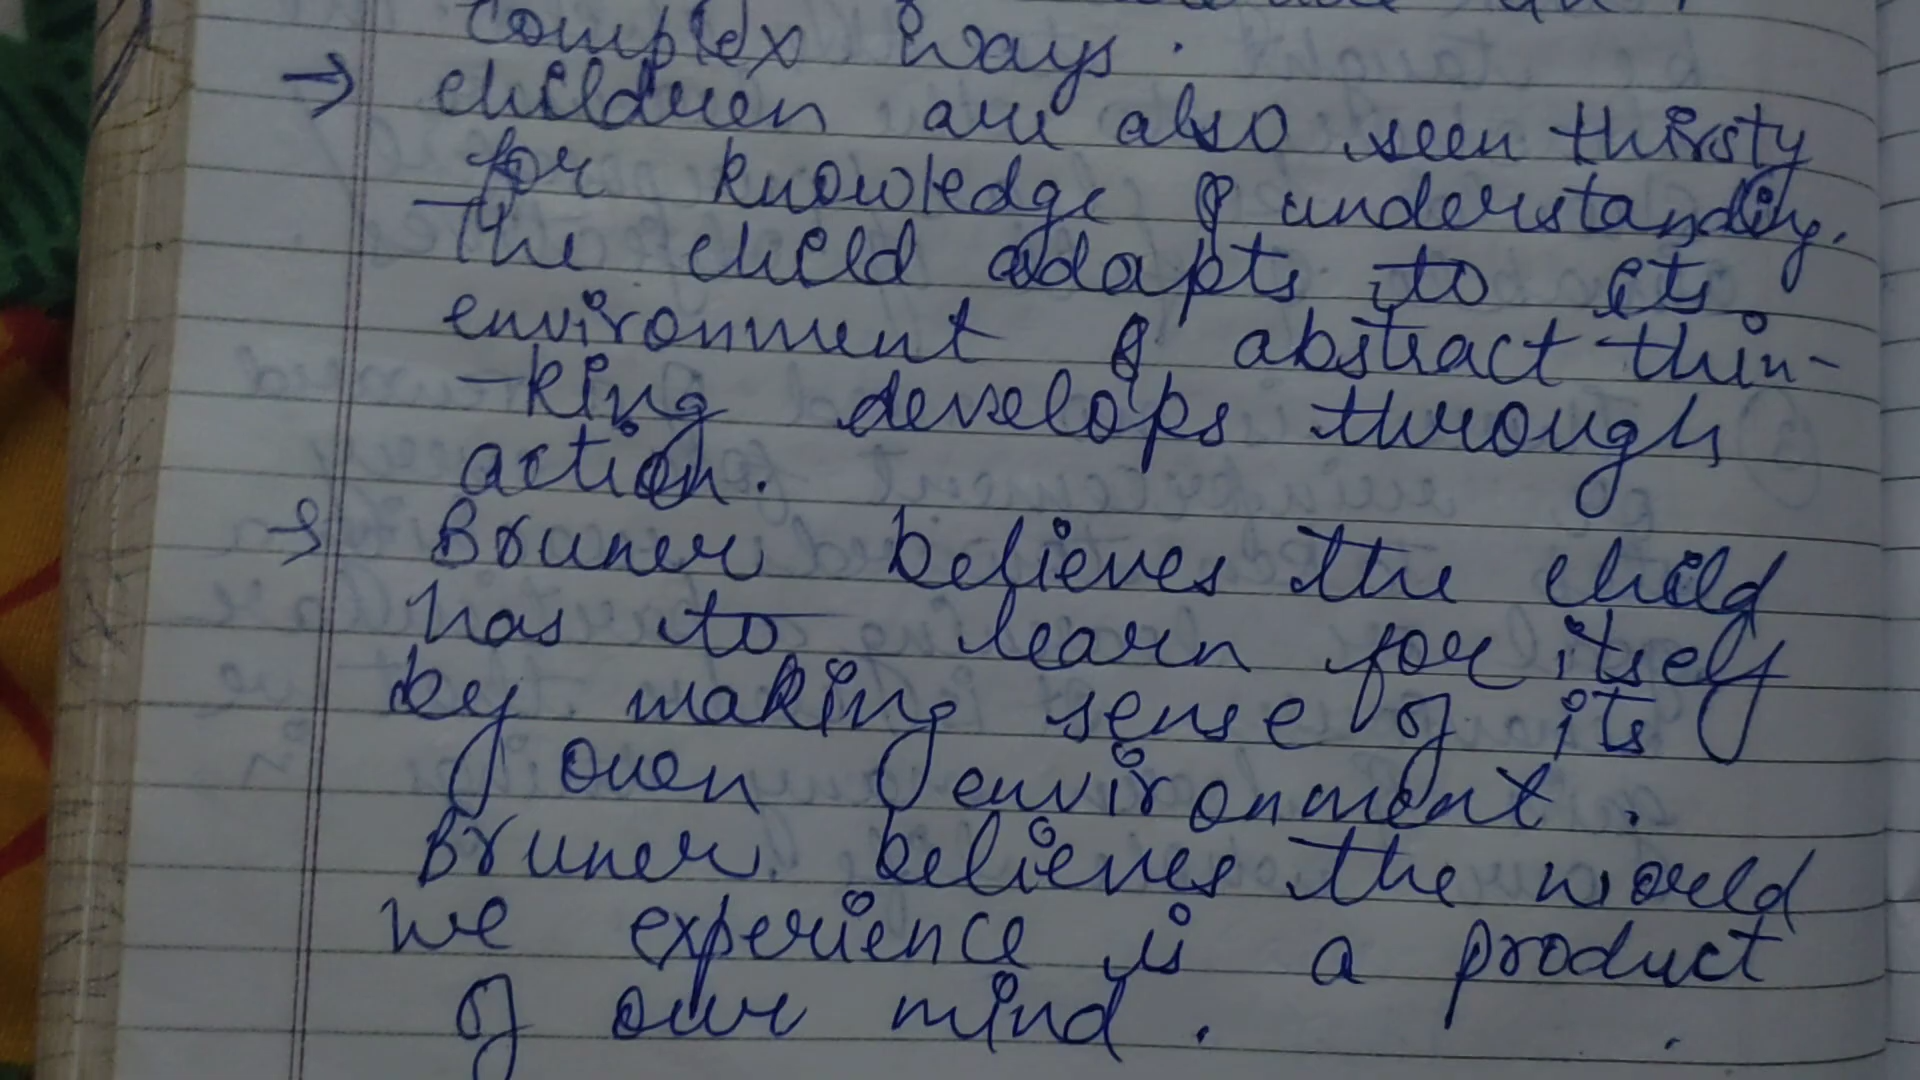 complex ways.
→ children are also seen thirsty
for knowledge & understanding.
The child adapts to its
environment & abstract thin-
-king develops through
action.
→ Bruner believes the child
has to learn for itself
by making sense of its
own environment.
Bruner believes the world
we experience is a product
of our mind.